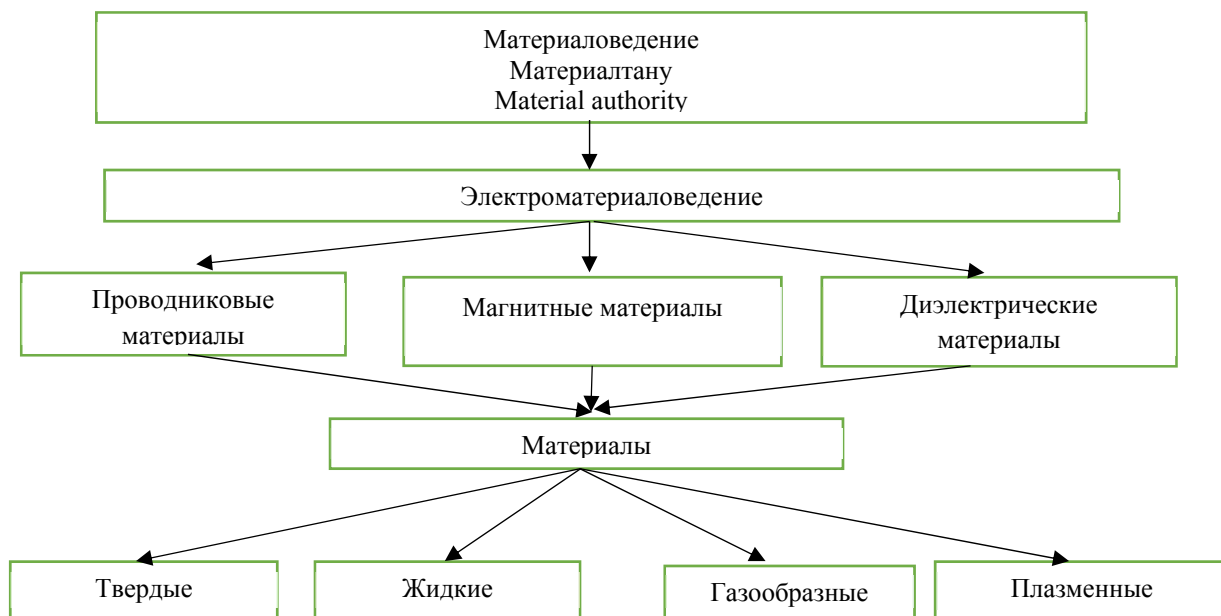 Материаловедение
Материалтану
Material authority
Электроматериаловедение
Проводниковые
материалы
Магнитные материалы
Диэлектрические
материалы
Материалы
Твердые
Жидкие
Газообразные
Плазменные